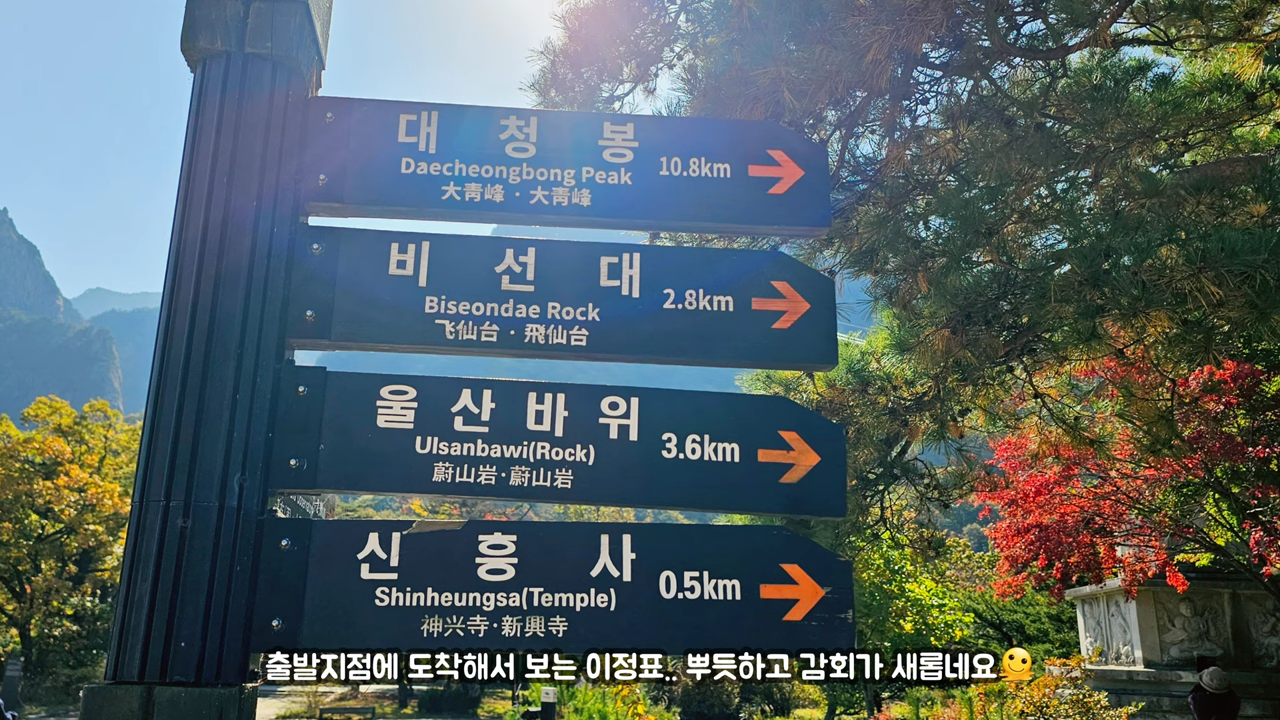 대청봉
Daecheongbong Peak
大青峰 · 大青峰
10.8km
비선대
Biseondae Rock
飞仙台 · 飛仙台
2.8km
울산바위
Ulsanbawi(Rock)
蔚山岩·蔚山岩
3.6km
신흥사
Shinheungsa(Temple)
神兴寺·新興寺
0.5km
출발지점에 도착해서 보는 이정표.. 뿌듯하고 감회가 새롭네요